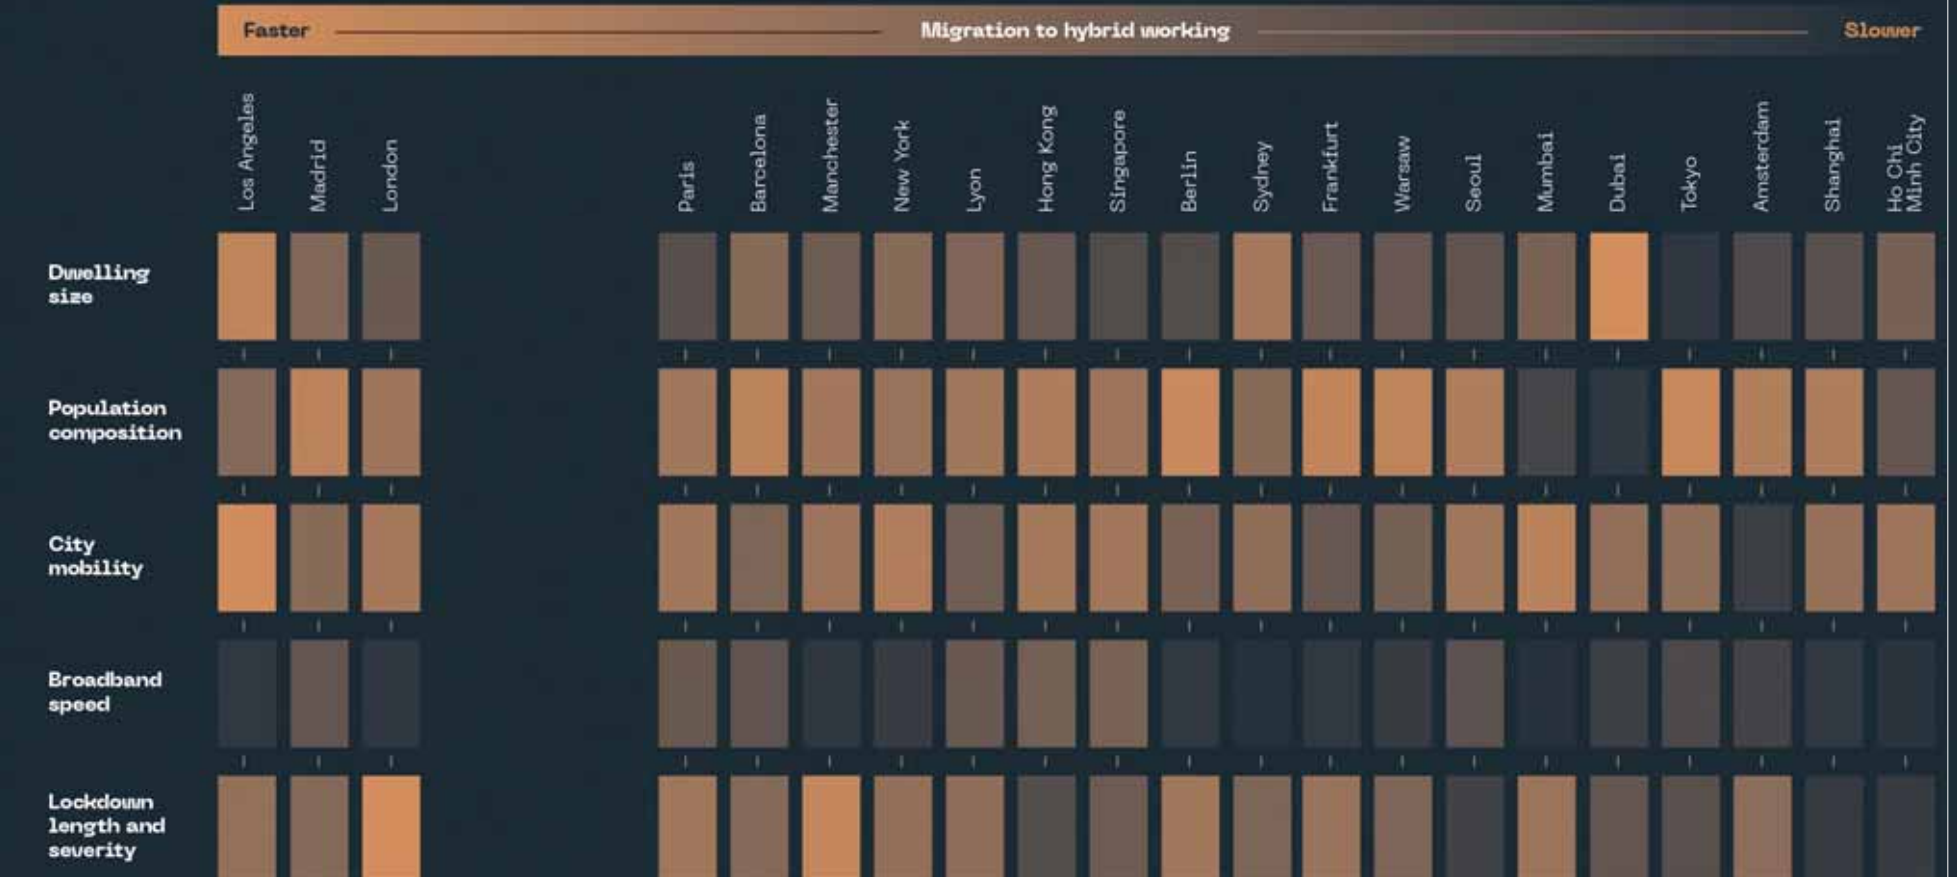 Faster Migration to hybrid working Slower
Los Angeles
Madrid
London
Paris
Barcelona
Manchester
New York
Lyon
Hong Kong
Singapore
Berlin
Sydney
Frankfurt
Warsaw
Seoul
Mumbai
Dubai
Tokyo
Amsterdam
Shanghai
Ho Chi
Minh City
Dwelling
size
Population
composition
City
mobility
Broadband
speed
Lockdown
length and
severity